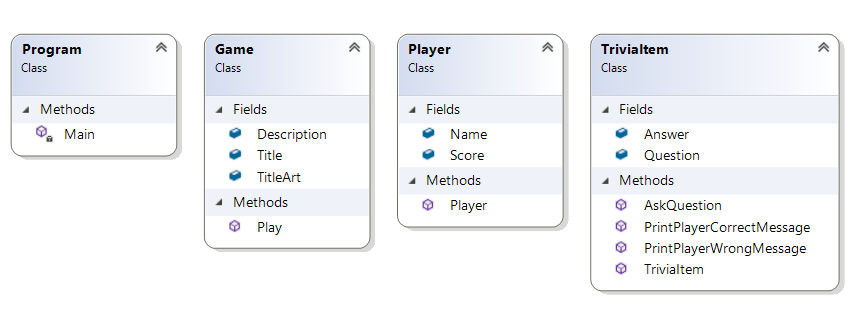 Program
Class
Methods
Main
Game
Class
Fields
Description
Title
TitleArt
Methods
Play
Player
Class
Fields
Name
Score
Methods
Player
TriviaItem
Class
Fields
Answer
Question
Methods
AskQuestion
PrintPlayerCorrectMessage
PrintPlayerWrongMessage
TriviaItem